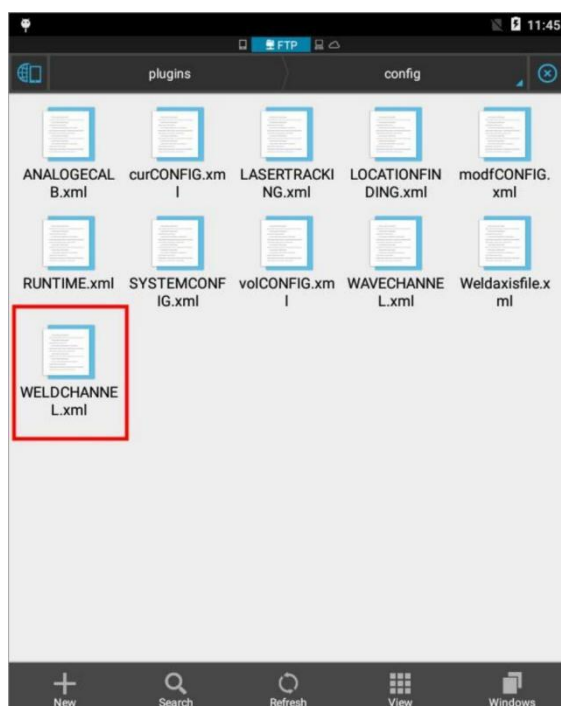 11:45
FTP
plugins
config
ANALOGECAL
B.xml
curCONFIG.xm
l
LASERTRACKI
NG.xml
LOCATIONFIN
DING.xml
modfCONFIG.
xml
RUNTIME.xml
SYSTEMCONF
IG.xml
volCONFIG.xm
l
WAVECHANNE
L.xml
Weldaxisfile.x
ml
WELDCHANNE
L.xml
New
Search
Refresh
View
Windows